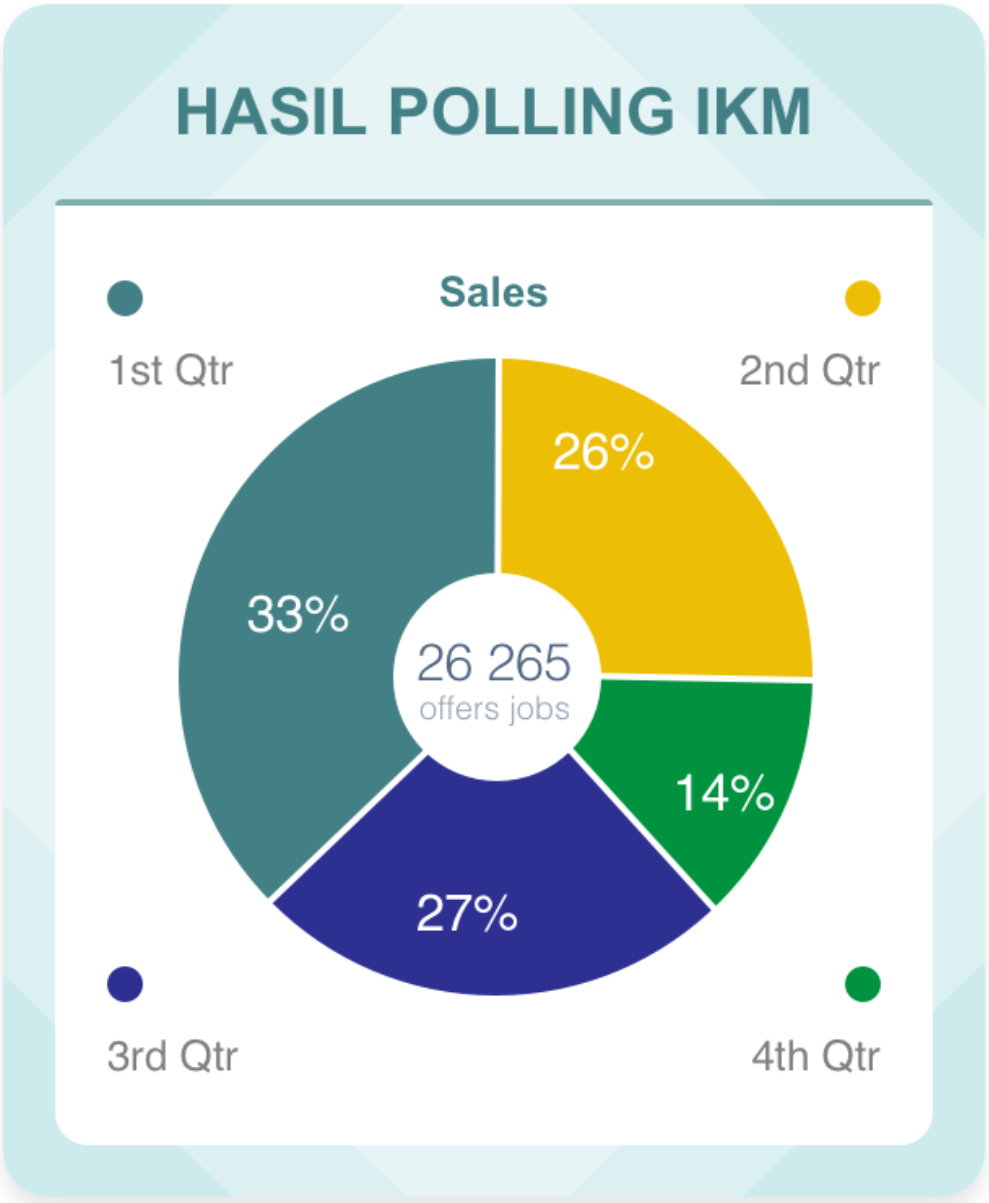 HASIL POLLING IKM
Sales
1st Qtr
2nd Qtr
26%
33%
26 265
offers jobs
14%
27%
3rd Qtr
4th Qtr